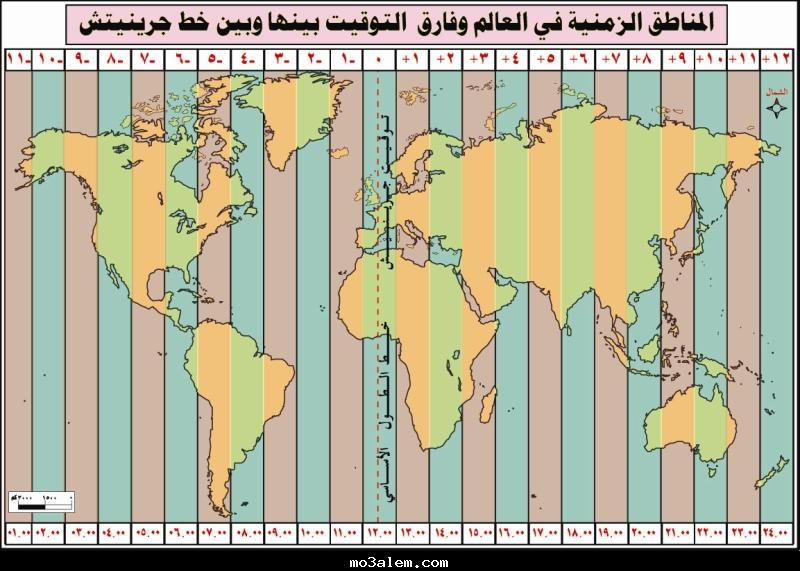 المناطق الزمنية في العالم وفارق التوقيت بينها وبين خط جرينيتش
-١١ -١٠ -٩ -٨ -٧ -٦ -٥ -٤ -٣ -٢ -١ ٠ +١ +٢ +٣ +٤ +٥ +٦ +٧ +٨ +٩ +١٠ +١١ +١٢
الشمال
توقيت جرينيتش
خط الطول الأساسي
٠ ١٥٠٠ ٣٠٠٠كم
٠١,٠٠ ٠٢,٠٠ ٠٣,٠٠ ٠٤,٠٠ ٠٥,٠٠ ٠٦,٠٠ ٠٧,٠٠ ٠٨,٠٠ ٠٩,٠٠ ١٠,٠٠ ١١,٠٠ ١٢,٠٠ ١٣,٠٠ ١٤,٠٠ ١٥,٠٠ ١٦,٠٠ ١٧,٠٠ ١٨,٠٠ ١٩,٠٠ ٢٠,٠٠ ٢١,٠٠ ٢٢,٠٠ ٢٣,٠٠ ٢٤,٠٠
mo3alem.com